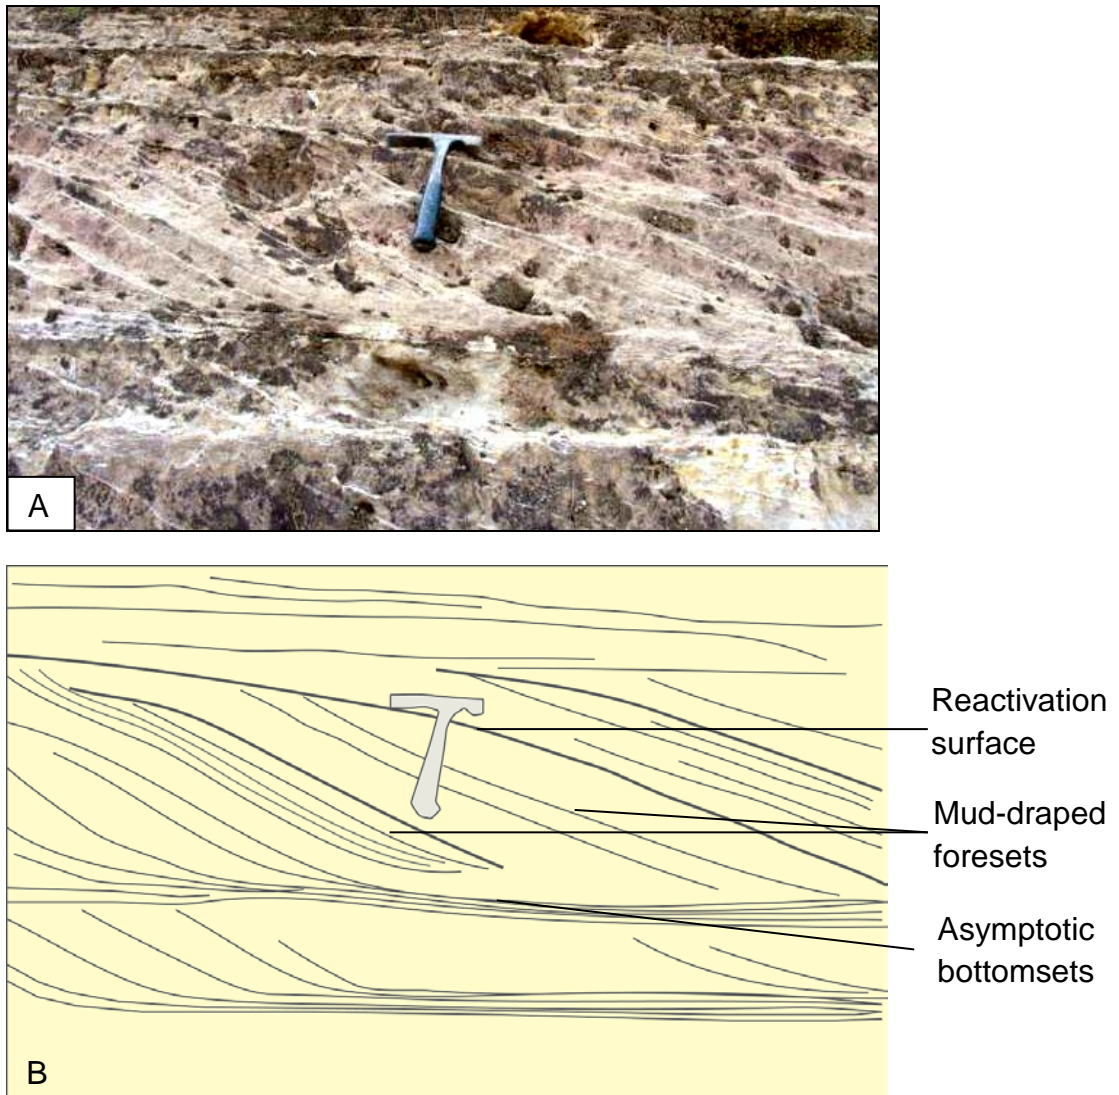 A
Reactivation
surface
Mud-draped
foresets
Asymptotic
bottomsets
B